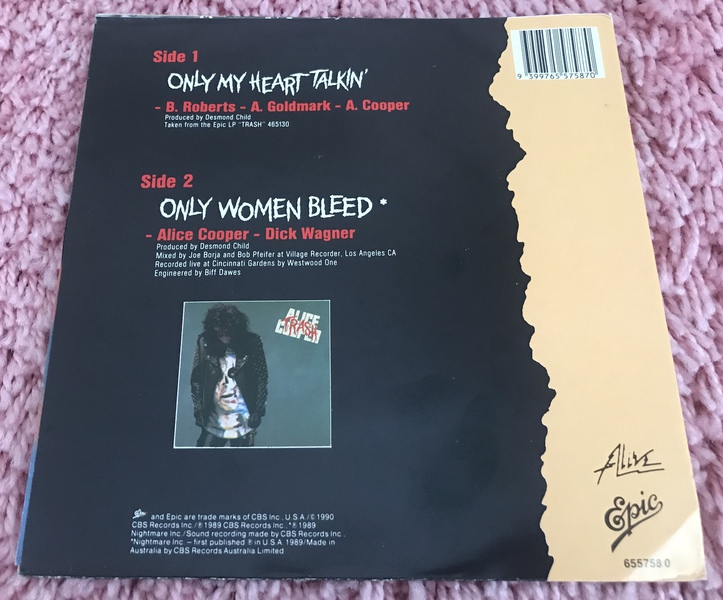 Side 1
ONLY MY HEART TALKIN'
- B. Roberts - A. Goldmark - A. Cooper
Produced by Desmond Child
Taken from the Epic LP "TRASH" 465130
Side 2
ONLY WOMEN BLEED *
- Alice Cooper - Dick Wagner
Produced by Desmond Child
Mixed by Joe Borja and Bob Pfeifer at Village Recorder, Los Angeles CA
Recorded live at Cincinnati Gardens by Westwood One
Engineered by Biff Dawes
ALICE
TRASH
COOPER
Epic and Epic are trade marks of CBS Inc., U.S.A./© 1990
CBS Records Inc./℗ 1989 CBS Records Inc.,*℗ 1989
Nightmare Inc./Sound recording made by CBS Records Inc.,
*Nightmare Inc. – first published ℗ in U.S.A. 1989/Made in
Australia by CBS Records Australia Limited
9 399765 575870
Alive
Epic
655758 0